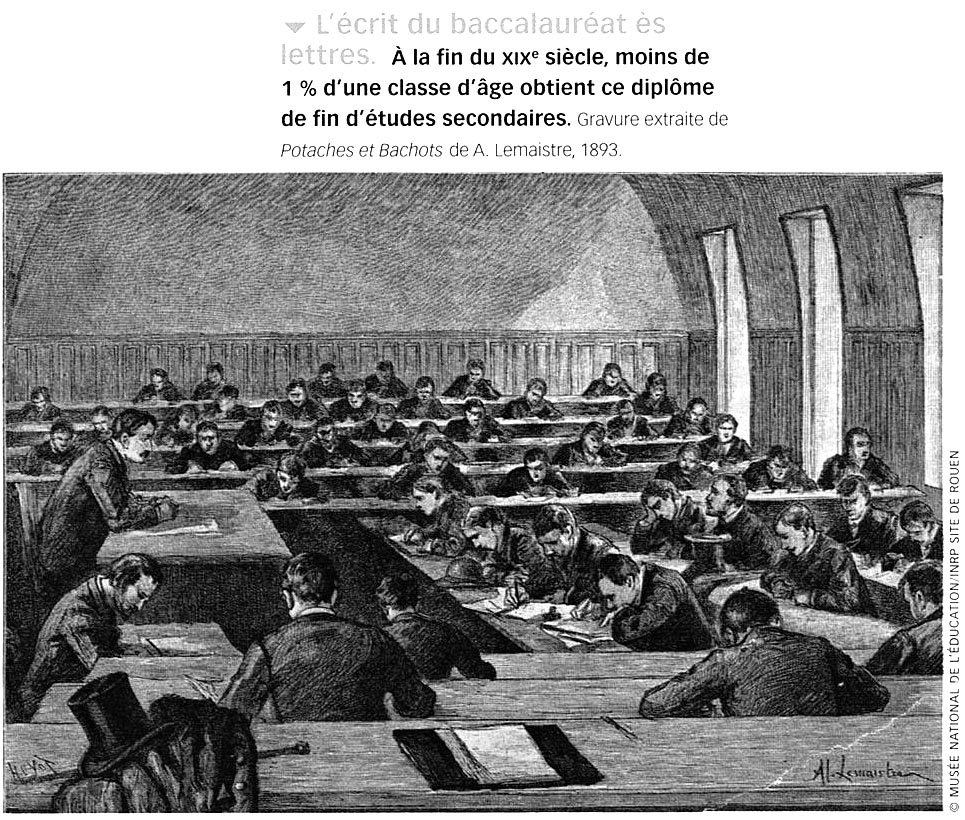 L'écrit du baccalauréat ès
lettres. À la fin du XIXᵉ siècle, moins de
1 % d'une classe d'âge obtient ce diplôme
de fin d'études secondaires. Gravure extraite de
Potaches et Bachots de A. Lemaistre, 1893.
© MUSÉE NATIONAL DE L'ÉDUCATION/INRP SITE DE ROUEN
Al. Lemaistre